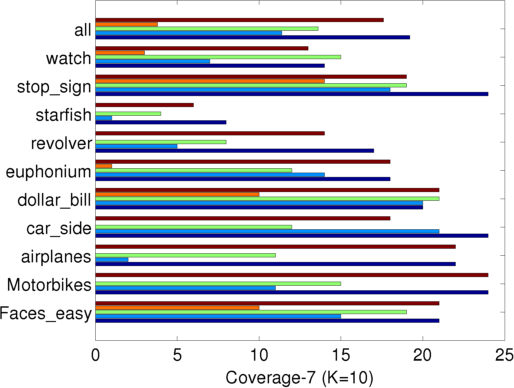 all
watch
stop_sign
starfish
revolver
euphonium
dollar_bill
car_side
airplanes
Motorbikes
Faces_easy
0 5 10 15 20 25
Coverage-7 (K=10)